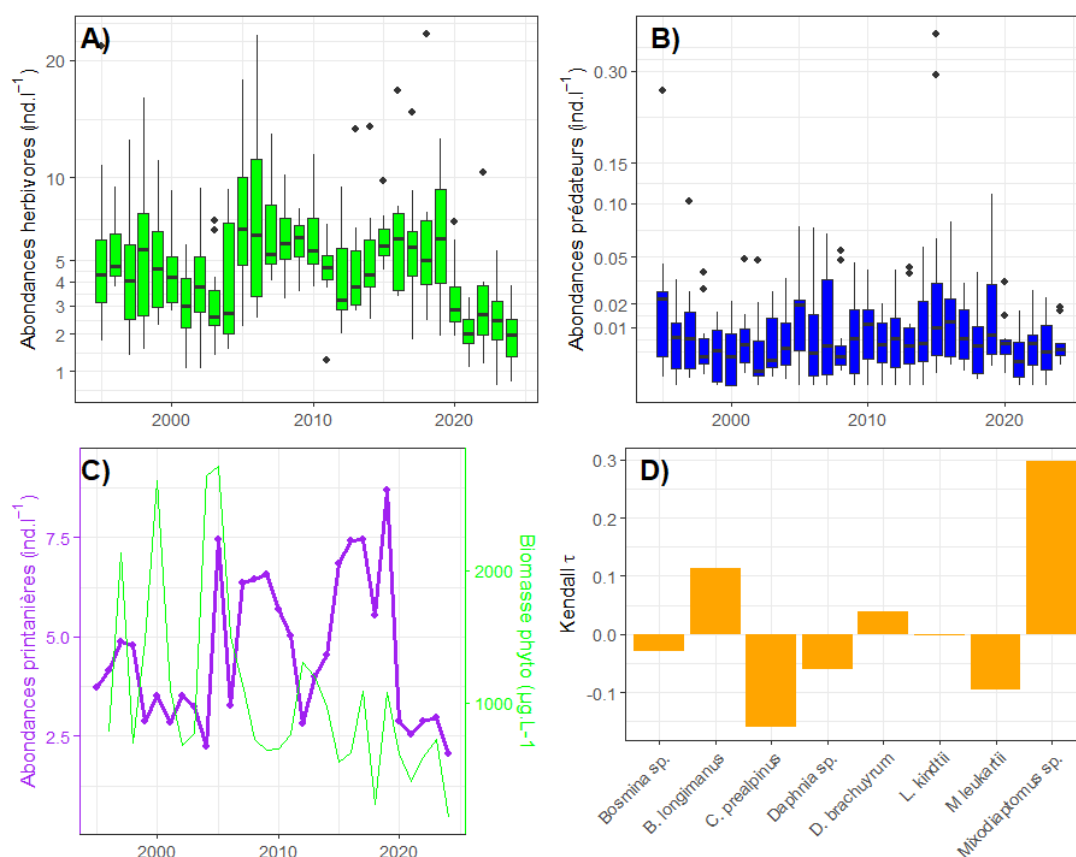 A)
Abondances herbivores (ind.l⁻¹)
20
10
5
4
3
2
1
2000
2010
2020
B)
Abondances prédateurs (ind.l⁻¹)
0.30
0.15
0.05
0.02
0.01
2000
2010
2020
C)
Abondances printanières (ind.l⁻¹)
7.5
5.0
2.5
2000
2010
2020
2000
1000
Biomasse phyto (µg.L-1
D)
Kendall τ
0.3
0.2
0.1
0.0
-0.1
Bosmina sp.
B. longimanus
C. prealpinus
Daphnia sp.
D. brachuyrum
L. kindtii
M leukartii
Mixodiaptomus sp.